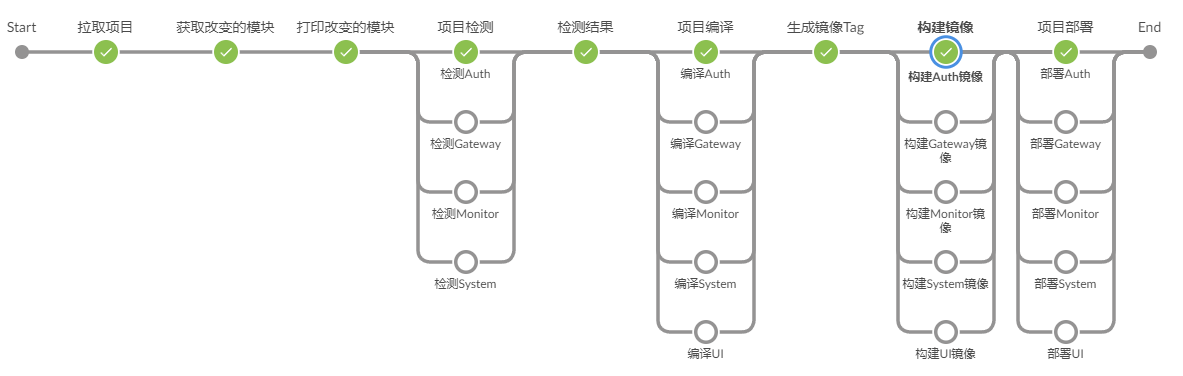 Start
拉取项目
获取改变的模块
打印改变的模块
项目检测
检测结果
项目编译
生成镜像Tag
构建镜像
项目部署
End
检测Auth
编译Auth
构建Auth镜像
部署Auth
检测Gateway
编译Gateway
构建Gateway镜
像
部署Gateway
检测Monitor
编译Monitor
构建Monitor镜
像
部署Monitor
检测System
编译System
构建System镜像
部署System
编译UI
构建UI镜像
部署UI